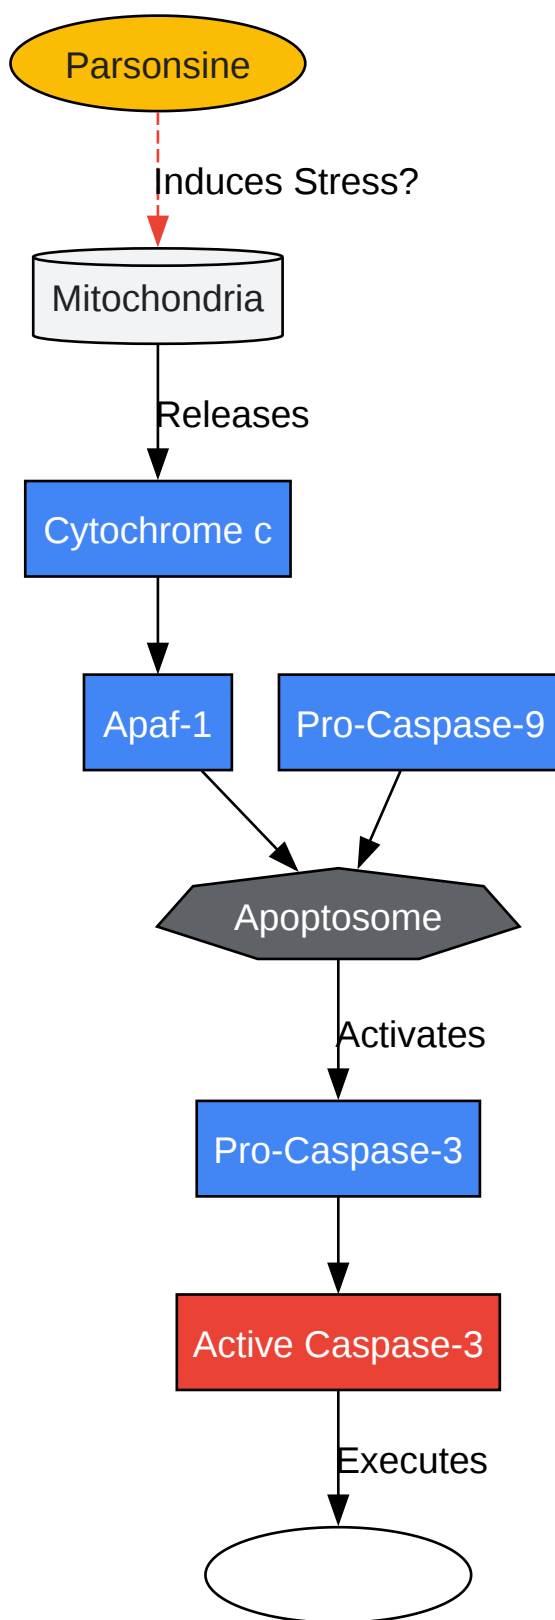 Parsonsine
Induces Stress?
Mitochondria
Releases
Cytochrome c
Apaf-1
Pro-Caspase-9
Apoptosome
Activates
Pro-Caspase-3
Active Caspase-3
Executes